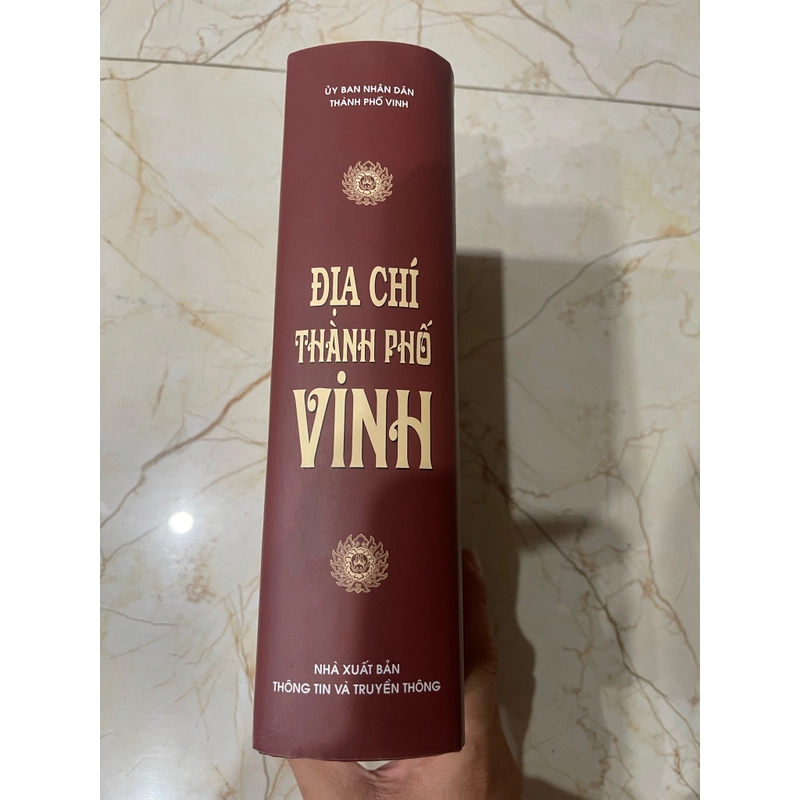 ỦY BAN NHÂN DÂN
THÀNH PHỐ VINH
ĐỊA CHÍ
THÀNH PHỐ
VINH
NHÀ XUẤT BẢN
THÔNG TIN VÀ TRUYỀN THÔNG